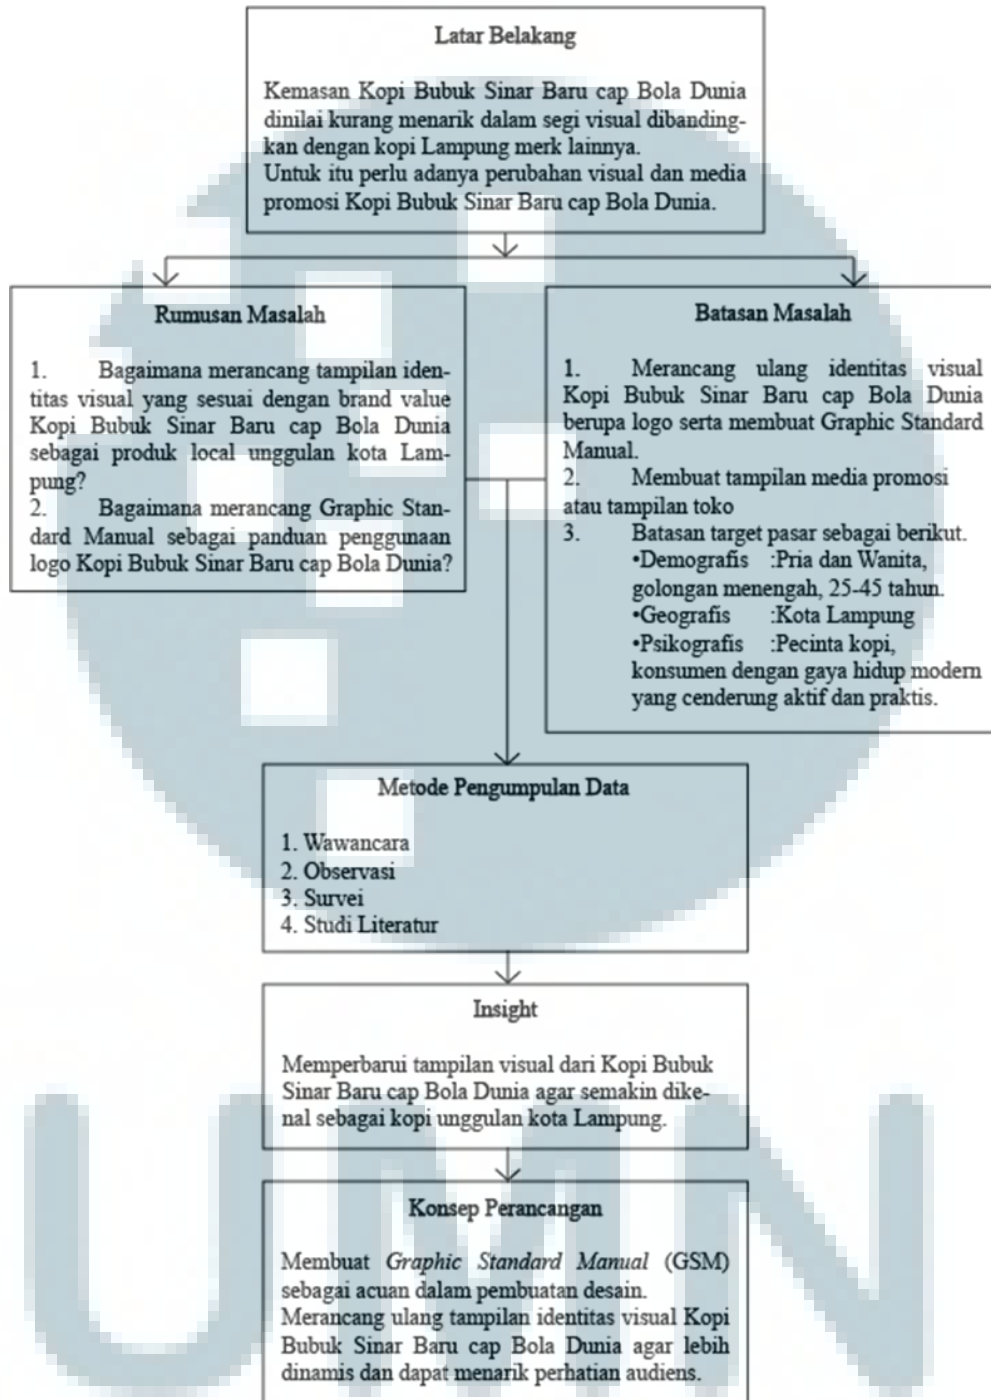 Latar Belakang
Kemasan Kopi Bubuk Sinar Baru cap Bola Dunia
dinilai kurang menarik dalam segi visual dibanding-
kan dengan kopi Lampung merk lainnya.
Untuk itu perlu adanya perubahan visual dan media
promosi Kopi Bubuk Sinar Baru cap Bola Dunia.
Rumusan Masalah
1. Bagaimana merancang tampilan iden-
titas visual yang sesuai dengan brand value
Kopi Bubuk Sinar Baru cap Bola Dunia
sebagai produk local unggulan kota Lam-
pung?
2. Bagaimana merancang Graphic Stan-
dard Manual sebagai panduan penggunaan
logo Kopi Bubuk Sinar Baru cap Bola Dunia?
Batasan Masalah
1. Merancang ulang identitas visual
Kopi Bubuk Sinar Baru cap Bola Dunia
berupa logo serta membuat Graphic Standard
Manual.
2. Membuat tampilan media promosi
atau tampilan toko
3. Batasan target pasar sebagai berikut.
•Demografis :Pria dan Wanita,
golongan menengah, 25-45 tahun.
•Geografis :Kota Lampung
•Psikografis :Pecinta kopi,
konsumen dengan gaya hidup modern
yang cenderung aktif dan praktis.
Metode Pengumpulan Data
1. Wawancara
2. Observasi
3. Survei
4. Studi Literatur
Insight
Memperbarui tampilan visual dari Kopi Bubuk
Sinar Baru cap Bola Dunia agar semakin dike-
nal sebagai kopi unggulan kota Lampung.
Konsep Perancangan
Membuat Graphic Standard Manual (GSM)
sebagai acuan dalam pembuatan desain.
Merancang ulang tampilan identitas visual Kopi
Bubuk Sinar Baru cap Bola Dunia agar lebih
dinamis dan dapat menarik perhatian audiens.
UMN